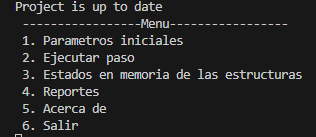 Project is up to date
-----------------Menu-----------------
1. Parametros iniciales
2. Ejecutar paso
3. Estados en memoria de las estructuras
4. Reportes
5. Acerca de
6. Salir